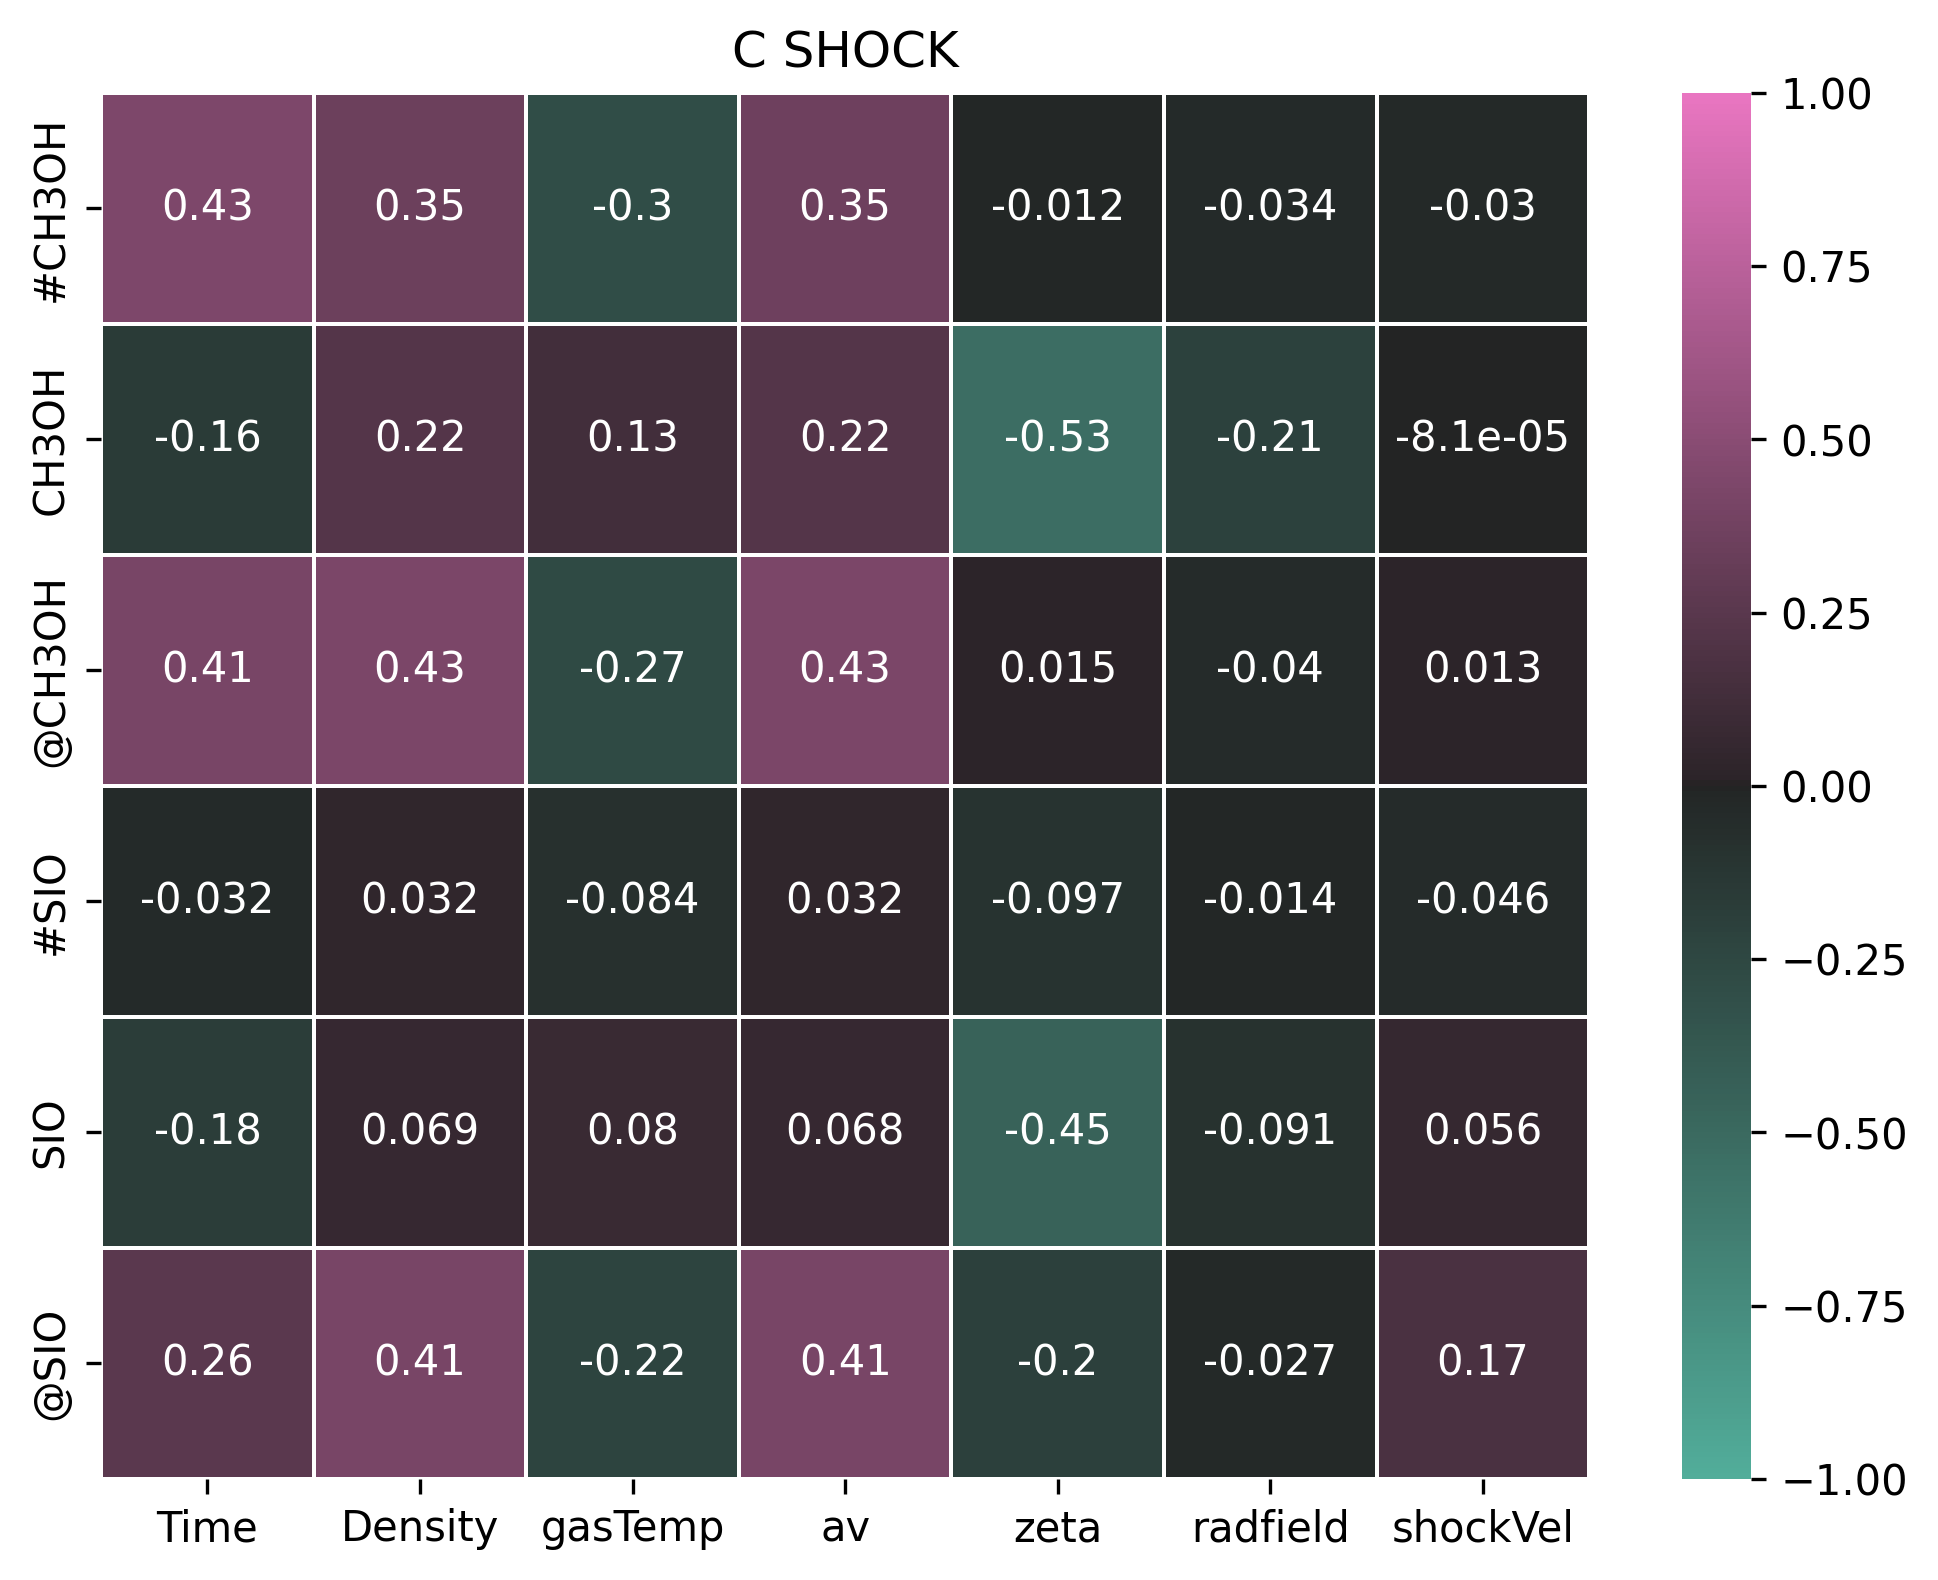 C SHOCK
#CH3OH 0.43 0.35 -0.3 0.35 -0.012 -0.034 -0.03
CH3OH -0.16 0.22 0.13 0.22 -0.53 -0.21 -8.1e-05
@CH3OH 0.41 0.43 -0.27 0.43 0.015 -0.04 0.013
#SIO -0.032 0.032 -0.084 0.032 -0.097 -0.014 -0.046
SIO -0.18 0.069 0.08 0.068 -0.45 -0.091 0.056
@SIO 0.26 0.41 -0.22 0.41 -0.2 -0.027 0.17
Time Density gasTemp av zeta radfield shockVel
1.00
0.75
0.50
0.25
0.00
−0.25
−0.50
−0.75
−1.00